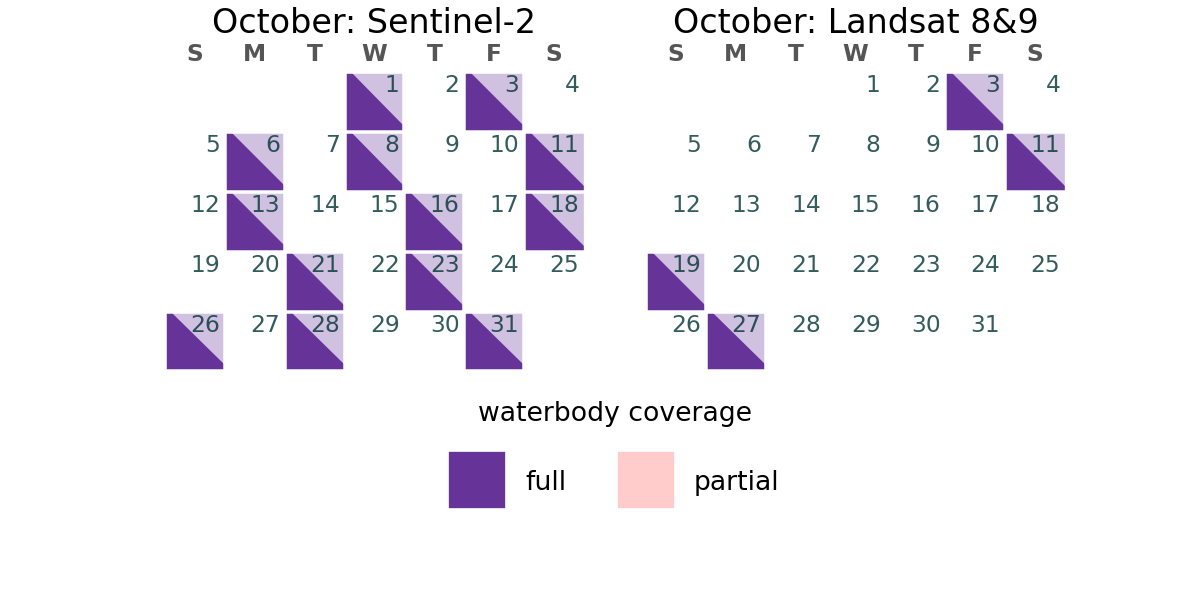 October: Sentinel-2
S M T W T F S
1 2 3 4
5 6 7 8 9 10 11
12 13 14 15 16 17 18
19 20 21 22 23 24 25
26 27 28 29 30 31
October: Landsat 8&9
S M T W T F S
1 2 3 4
5 6 7 8 9 10 11
12 13 14 15 16 17 18
19 20 21 22 23 24 25
26 27 28 29 30 31
waterbody coverage
full
partial